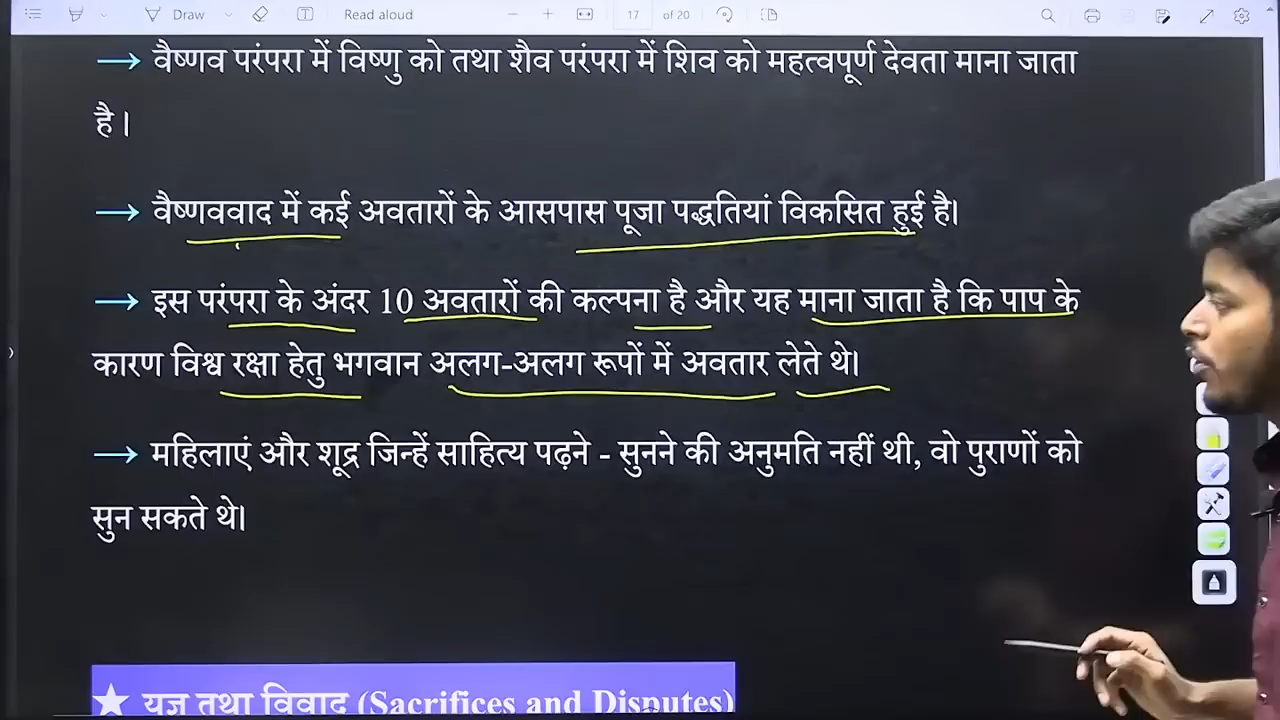 Draw
Read aloud
17 of 20
→ वैष्णव परंपरा में विष्णु को तथा शैव परंपरा में शिव को महत्वपूर्ण देवता माना जाता
है।
→ वैष्णववाद में कई अवतारों के आसपास पूजा पद्धतियां विकसित हुई है।
→ इस परंपरा के अंदर 10 अवतारों की कल्पना है और यह माना जाता है कि पाप के
कारण विश्व रक्षा हेतु भगवान अलग-अलग रूपों में अवतार लेते थे।
→ महिलाएं और शूद्र जिन्हें साहित्य पढ़ने - सुनने की अनुमति नहीं थी, वो पुराणों को
सुन सकते थे।
★ यज्ञ तथा विवाद (Sacrifices and Disputes)